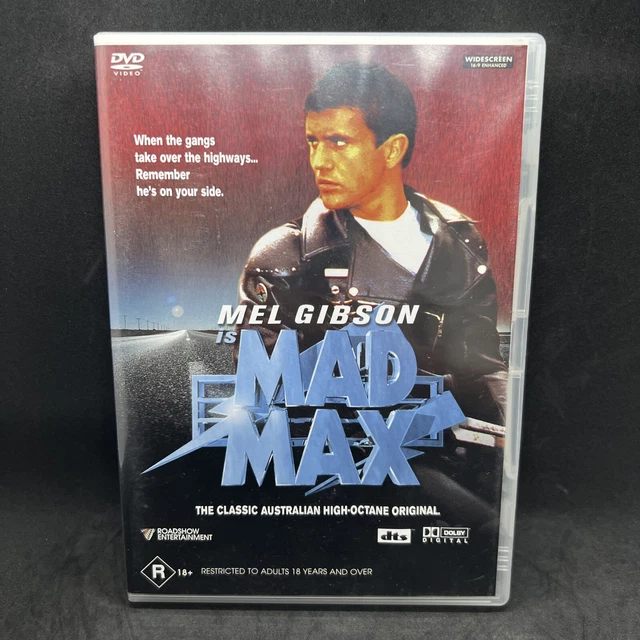 DVD
VIDEO
WIDESCREEN
16:9 ENHANCED
When the gangs
take over the highways...
Remember
he's on your side.
MEL GIBSON
IS
MAD
MAX
THE CLASSIC AUSTRALIAN HIGH-OCTANE ORIGINAL.
ROADSHOW
ENTERTAINMENT
dts
DOLBY
DIGITAL
R 18+ RESTRICTED TO ADULTS 18 YEARS AND OVER